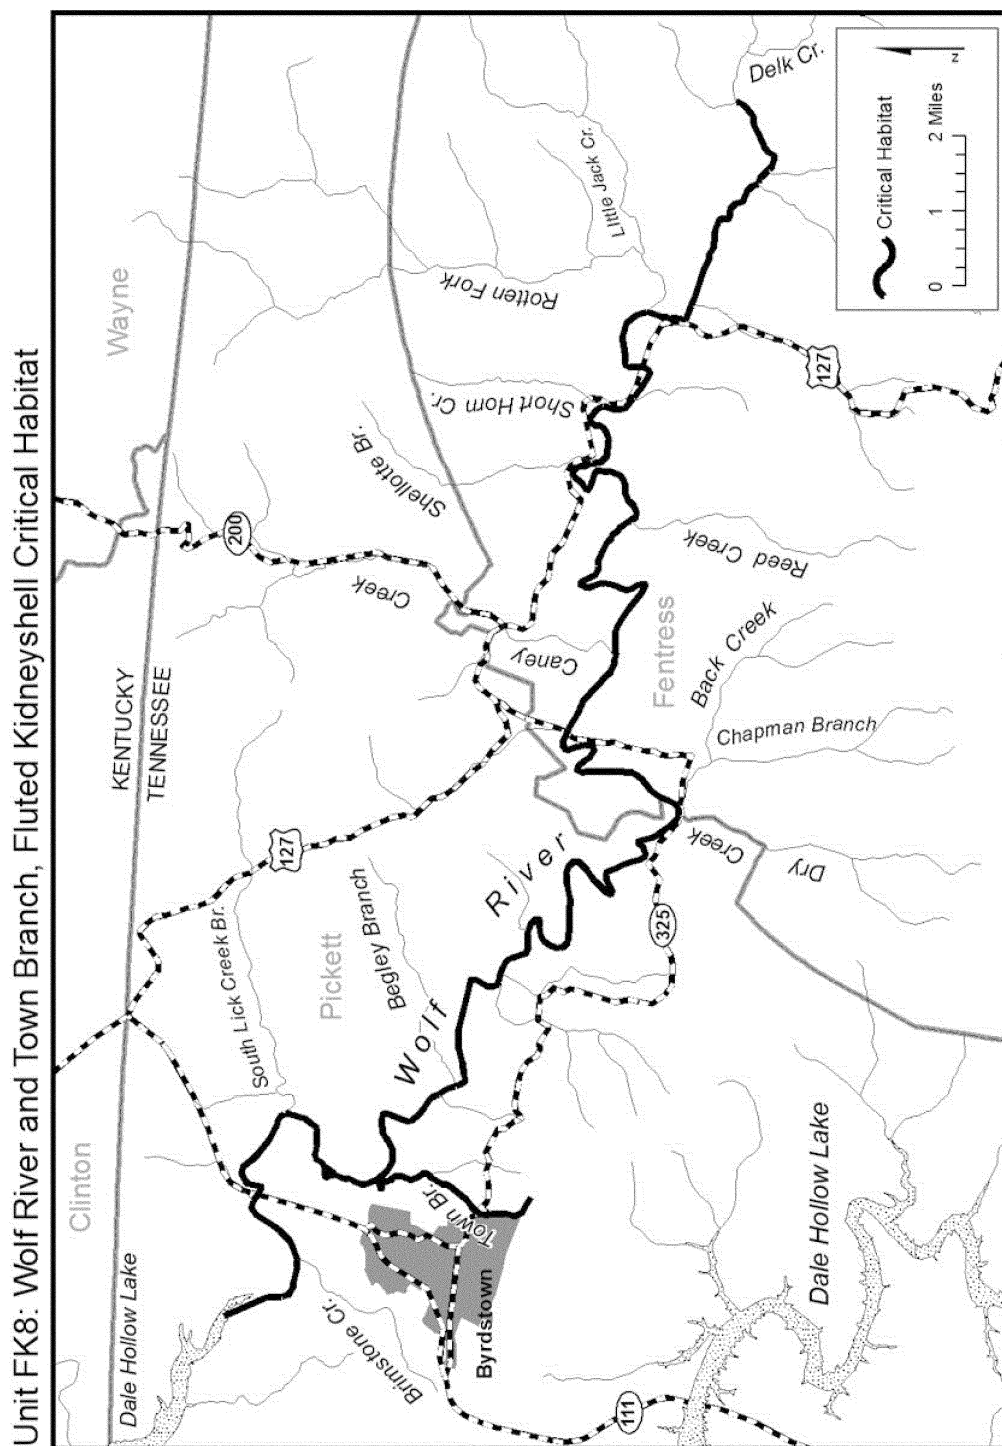 Unit FK8: Wolf River and Town Branch, Fluted Kidneyshell Critical Habitat
Clinton
Wayne
KENTUCKY
TENNESSEE
Dale Hollow Lake
200
127
South Lick Creek Br.
Pickett
Begley Branch
Wolf River
Brimstone Cr.
Town Br.
Byrdstown
111
325
Dale Hollow Lake
Creek
Caney
Shellotte Br.
Short Horn Cr.
Rotten Fork
Little Jack Cr.
Delk Cr.
127
Reed Creek
Fentress
Back Creek
Chapman Branch
Creek
Dry
Critical Habitat
0 1 2 Miles
N